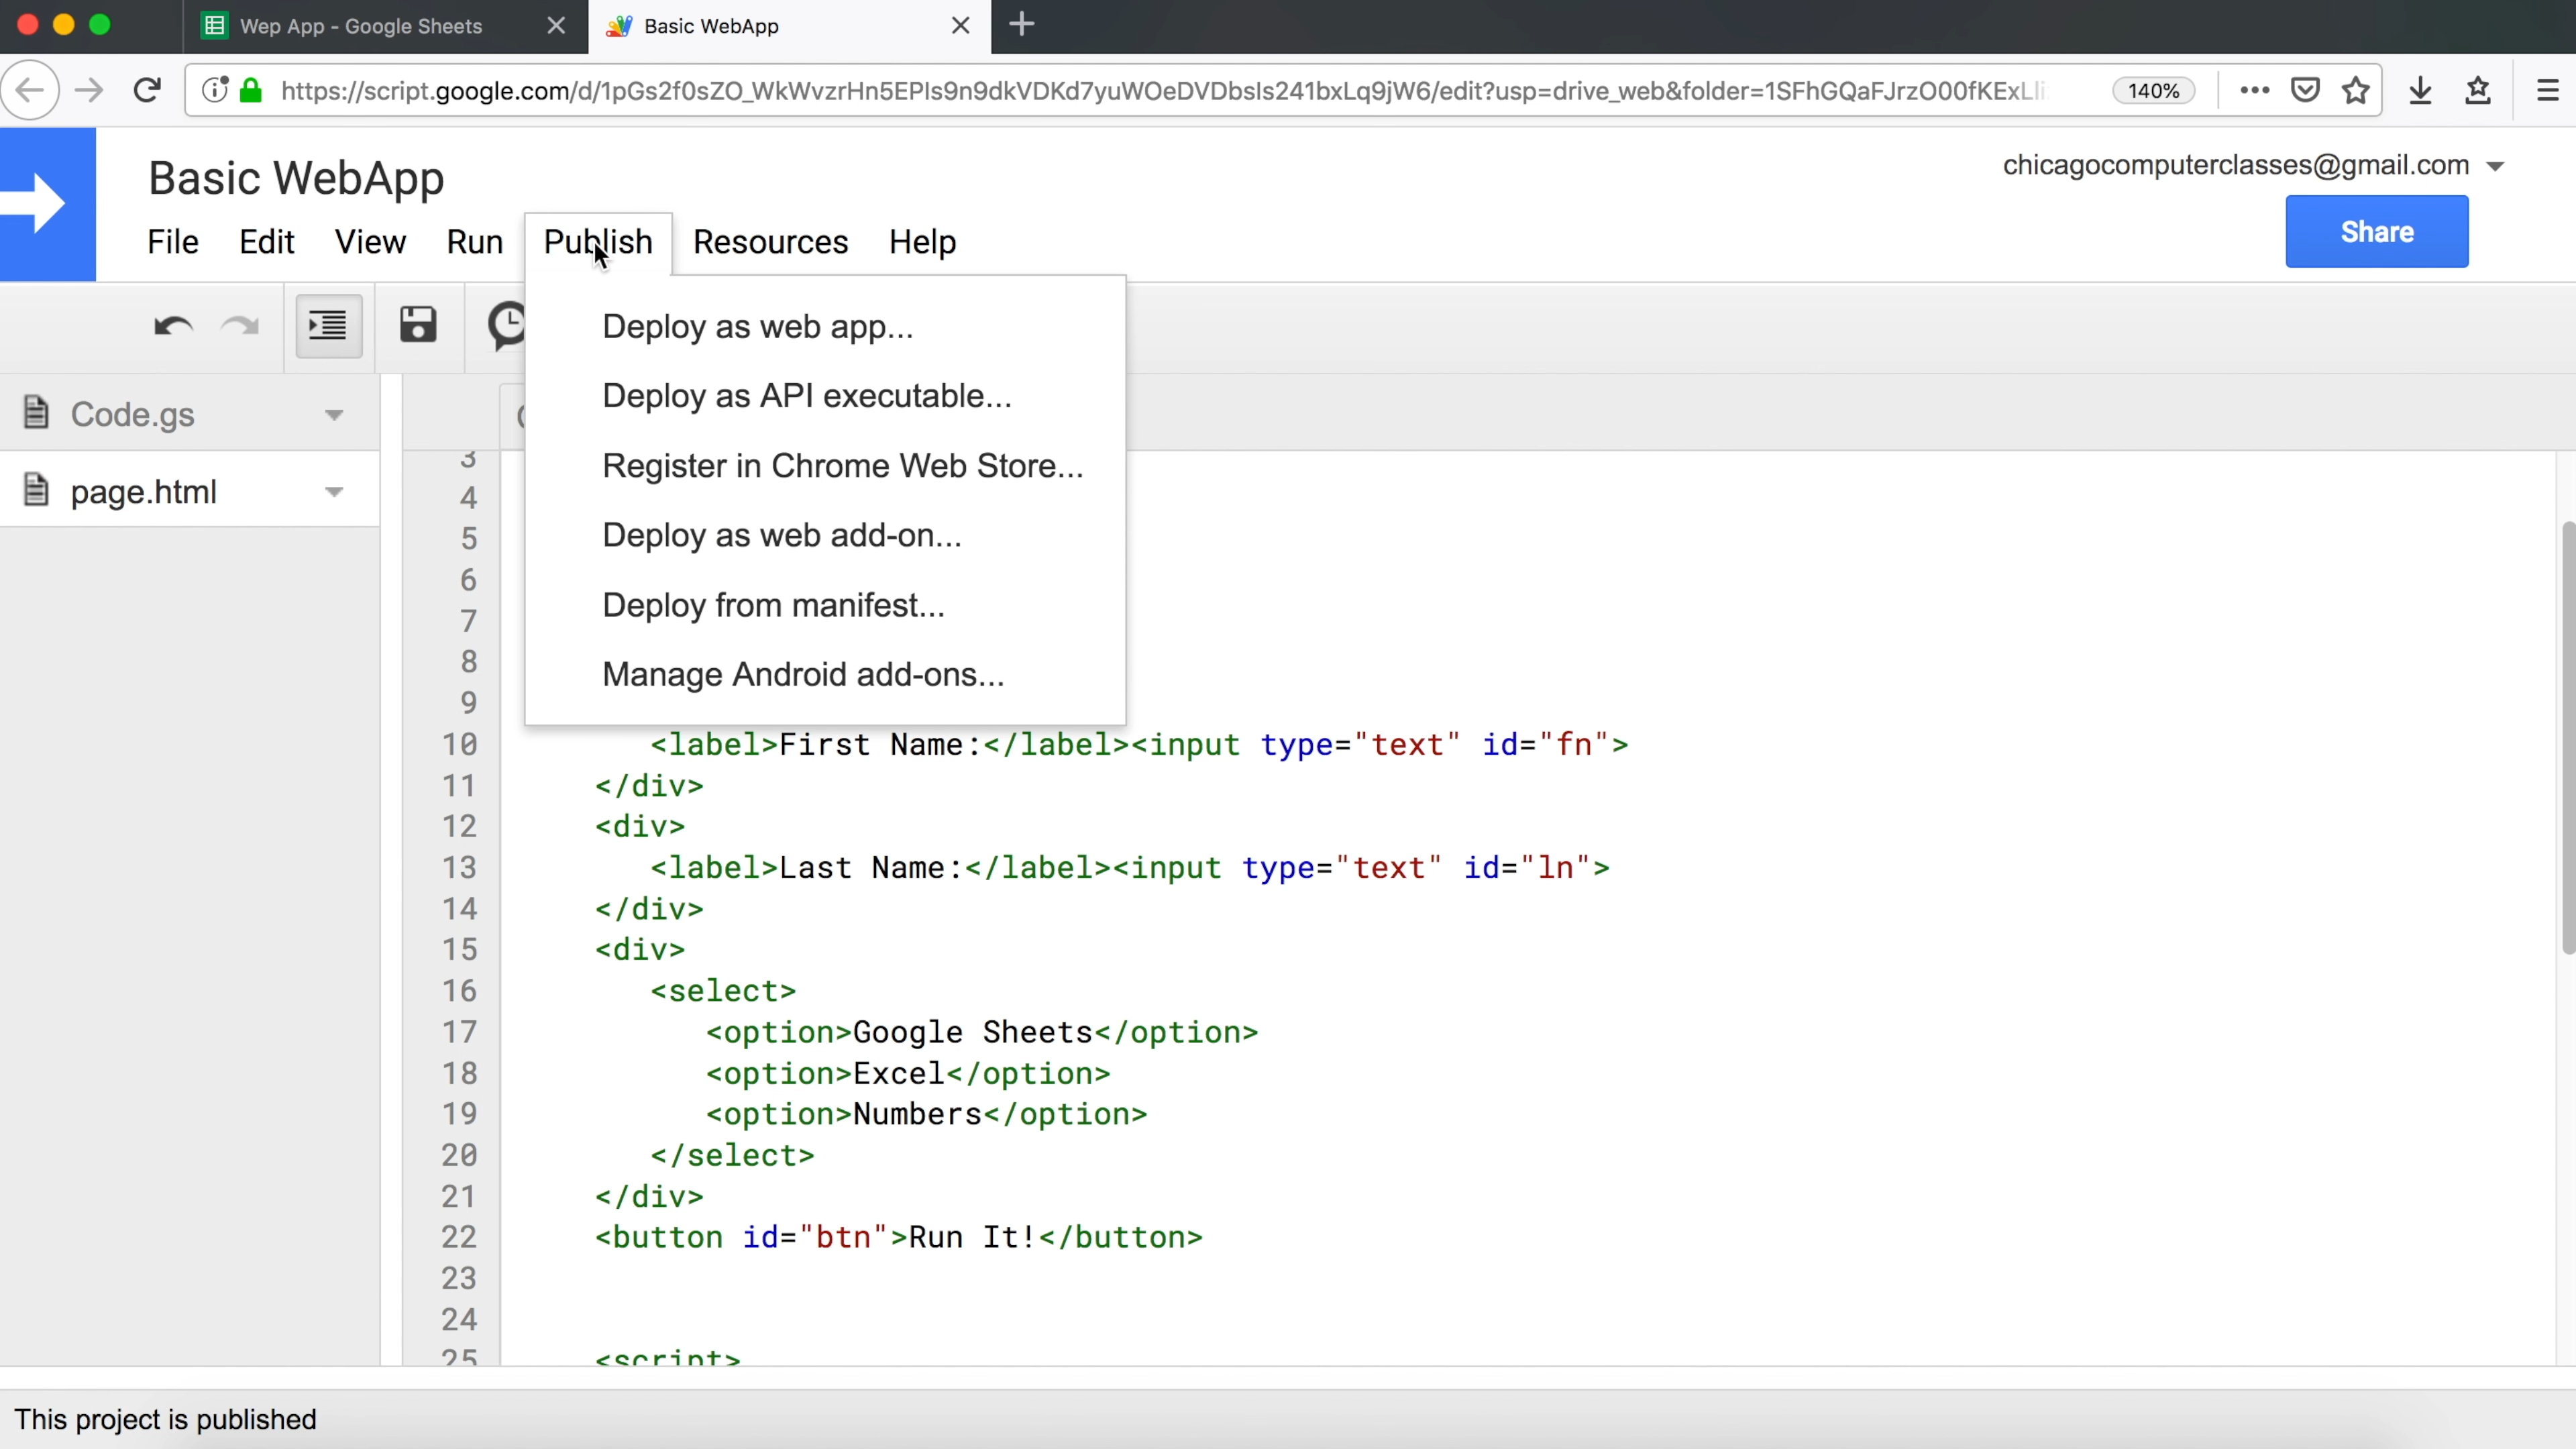 Wep App - Google Sheets
Basic WebApp
https://script.google.com/d/1pGs2f0sZO_WkWvzrHn5EPIs9n9dkVDKd7yuWOeDVDbsIs241bxLq9jW6/edit?usp=drive_web&folder=1SFhGQaFJrzO00fKExLli
140%
Basic WebApp
chicagocomputerclasses@gmail.com
File Edit View Run Publish Resources Help
Share
Deploy as web app...
Deploy as API executable...
Register in Chrome Web Store...
Deploy as web add-on...
Deploy from manifest...
Manage Android add-ons...
Code.gs
page.html
3
4
5
6
7
8
9
10 <label>First Name:</label><input type="text" id="fn">
11 </div>
12 <div>
13 <label>Last Name:</label><input type="text" id="ln">
14 </div>
15 <div>
16 <select>
17 <option>Google Sheets</option>
18 <option>Excel</option>
19 <option>Numbers</option>
20 </select>
21 </div>
22 <button id="btn">Run It!</button>
23
24
25 <script>
This project is published